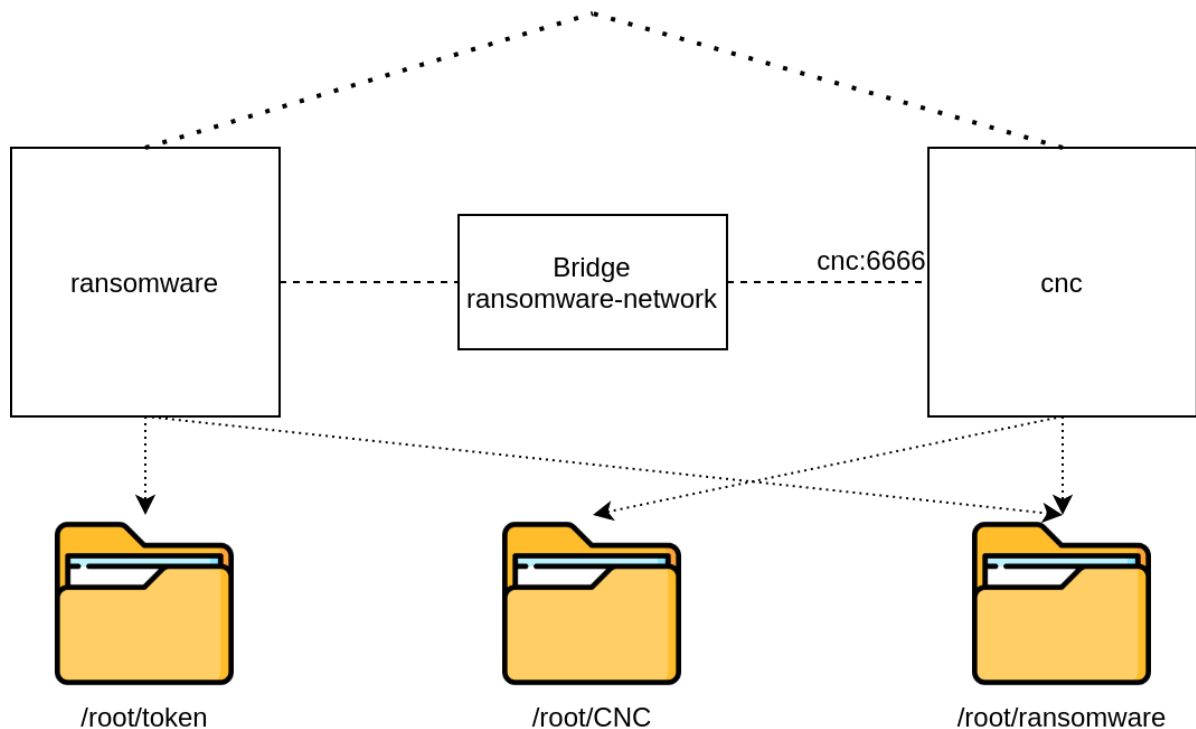 cnc:6666
ransomware
Bridge
ransomware-network
cnc
/root/token
/root/CNC
/root/ransomware